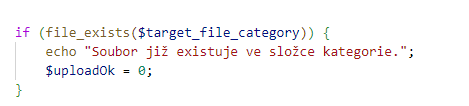 if (file_exists($target_file_category)) {
    echo "Soubor již existuje ve složce kategorie.";
    $uploadOk = 0;
}